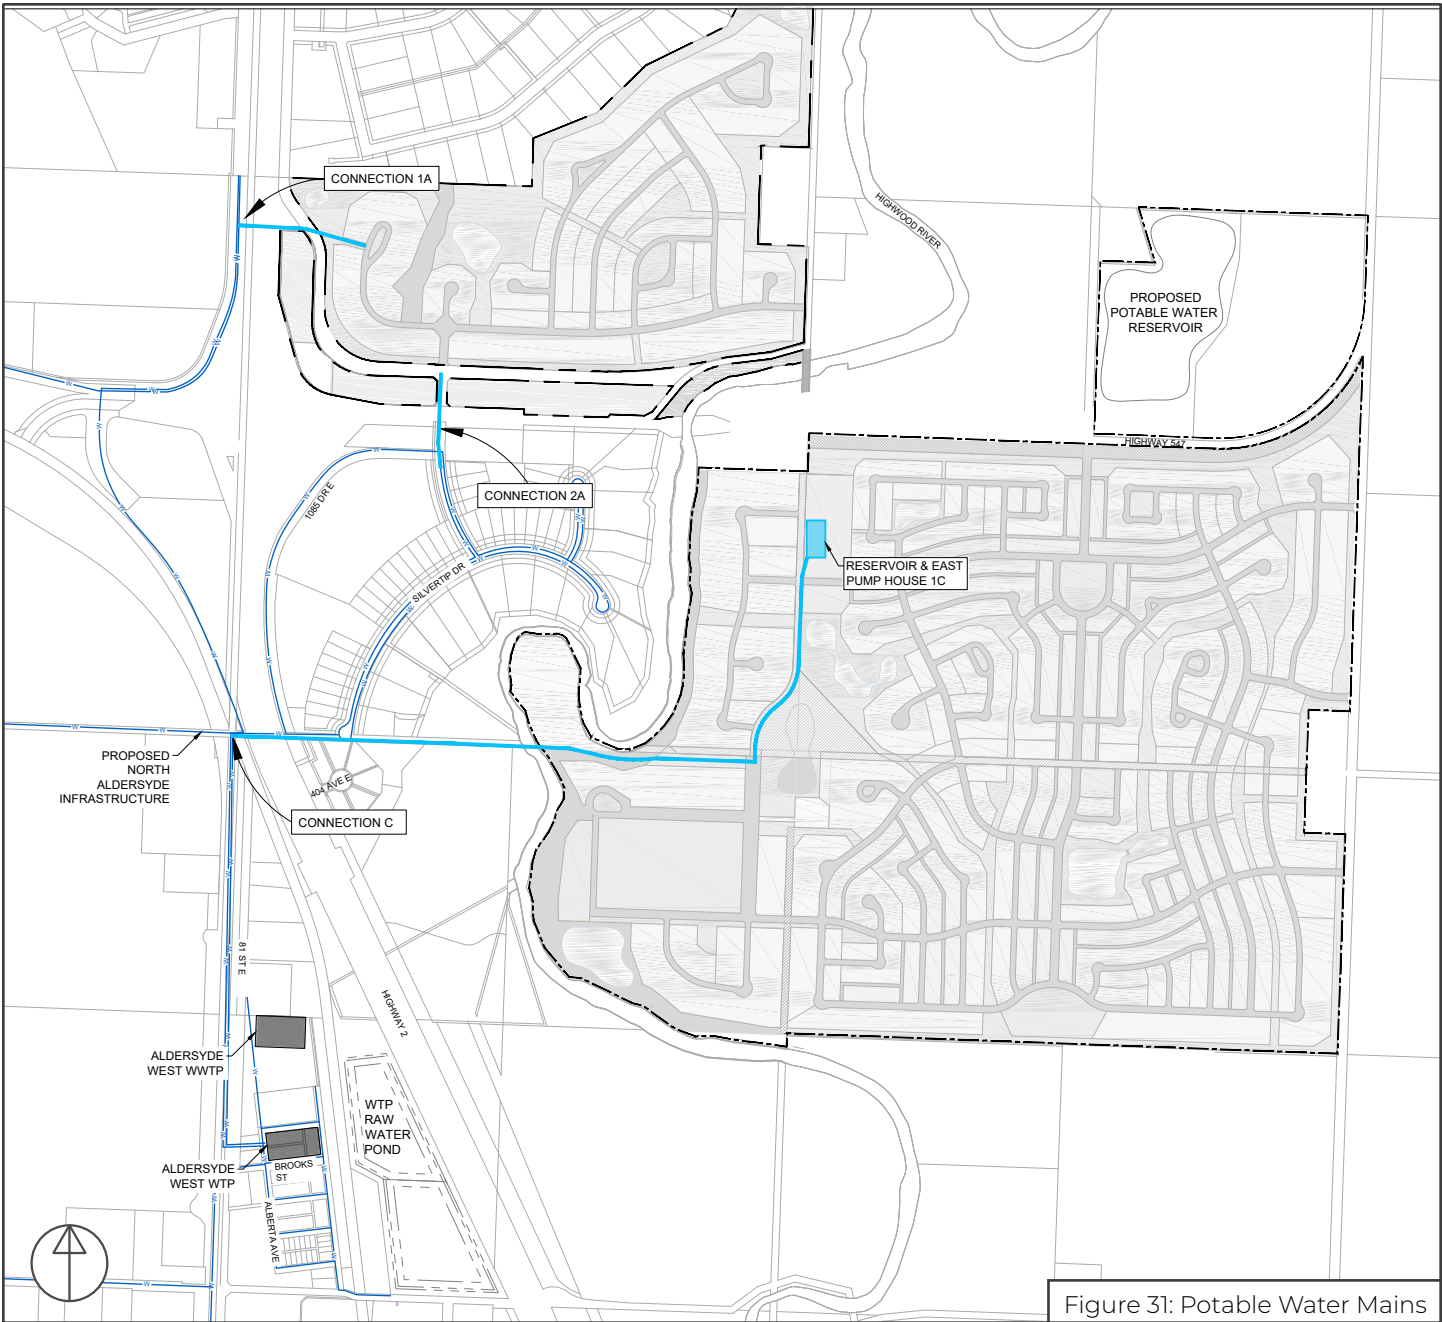 CONNECTION 1A
HIGHWOOD RIVER
PROPOSED
POTABLE WATER
RESERVOIR
HIGHWAY 547
CONNECTION 2A
1085 DR E
SILVERTIP DR
RESERVOIR & EAST
PUMP HOUSE 1C
PROPOSED
NORTH
ALDERSYDE
INFRASTRUCTURE
404 AVE E
CONNECTION C
81 ST E
HIGHWAY 2
ALDERSYDE
WEST WWTP
WTP
RAW
WATER
POND
ALDERSYDE
WEST WTP
BROOKS
ST
ALBERTA AVE
Figure 31: Potable Water Mains